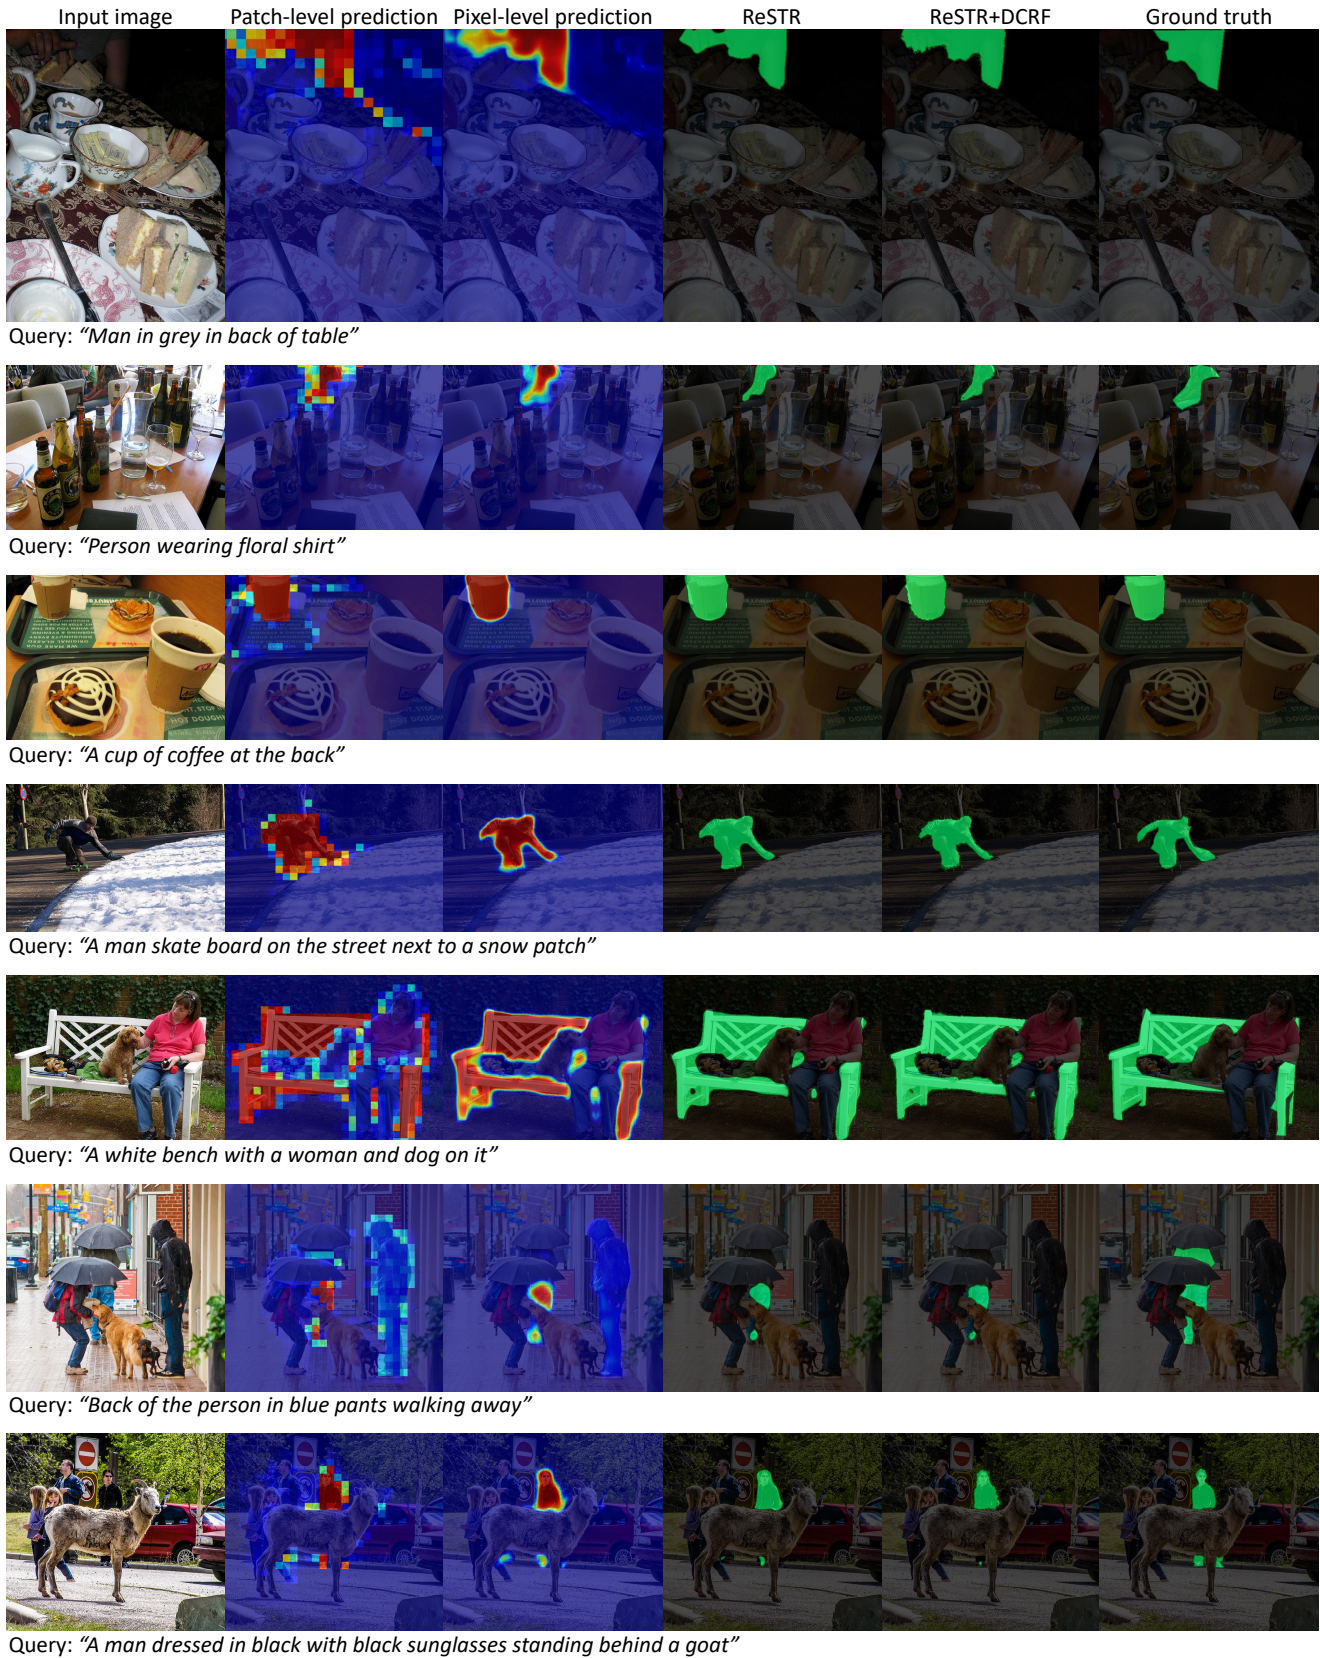 Input image Patch-level prediction Pixel-level prediction ReSTR ReSTR+DCRF Ground truth
Query: “Man in grey in back of table”
Query: “Person wearing floral shirt”
Query: “A cup of coffee at the back”
Query: “A man skate board on the street next to a snow patch”
Query: “A white bench with a woman and dog on it”
Query: “Back of the person in blue pants walking away”
Query: “A man dressed in black with black sunglasses standing behind a goat”